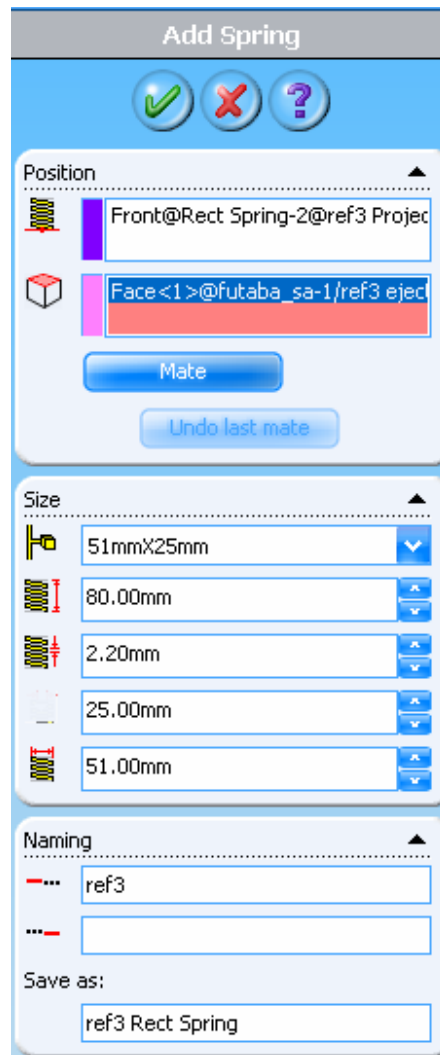 Add Spring
Position
Front@Rect Spring-2@ref3 Projec
Face<1>@futaba_sa-1/ref3 eject
Mate
Undo last mate
Size
51mmX25mm
80.00mm
2.20mm
25.00mm
51.00mm
Naming
ref3
Save as:
ref3 Rect Spring